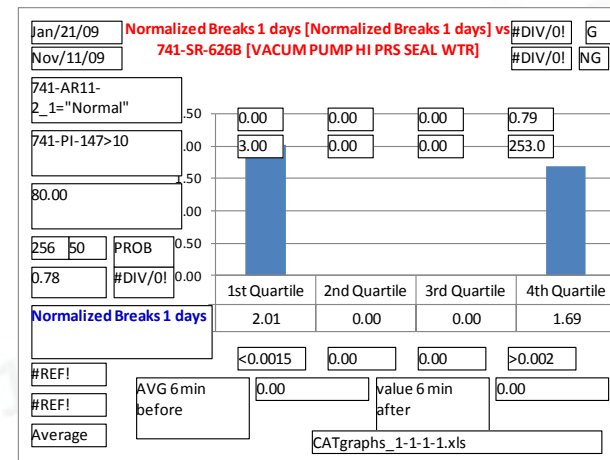 Jan/21/09
Normalized Breaks 1 days [Normalized Breaks 1 days] vs
#DIV/0!
G
Nov/11/09
741-SR-626B [VACUM PUMP HI PRS SEAL WTR]
#DIV/0!
NG
741-AR11-
2_1="Normal"
.50
0.00
0.00
0.00
0.79
741-PI-147>10
.00
3.00
0.00
0.00
253.0
.50
80.00
.00
256
50
PROB
0.50
0.78
#DIV/0!
0.00
1st Quartile
2nd Quartile
3rd Quartile
4th Quartile
Normalized Breaks 1 days
2.01
0.00
0.00
1.69
<0.0015
0.00
0.00
>0.002
#REF!
AVG 6 min
before
0.00
value 6 min
after
0.00
#REF!
Average
CATgraphs_1-1-1-1.xls